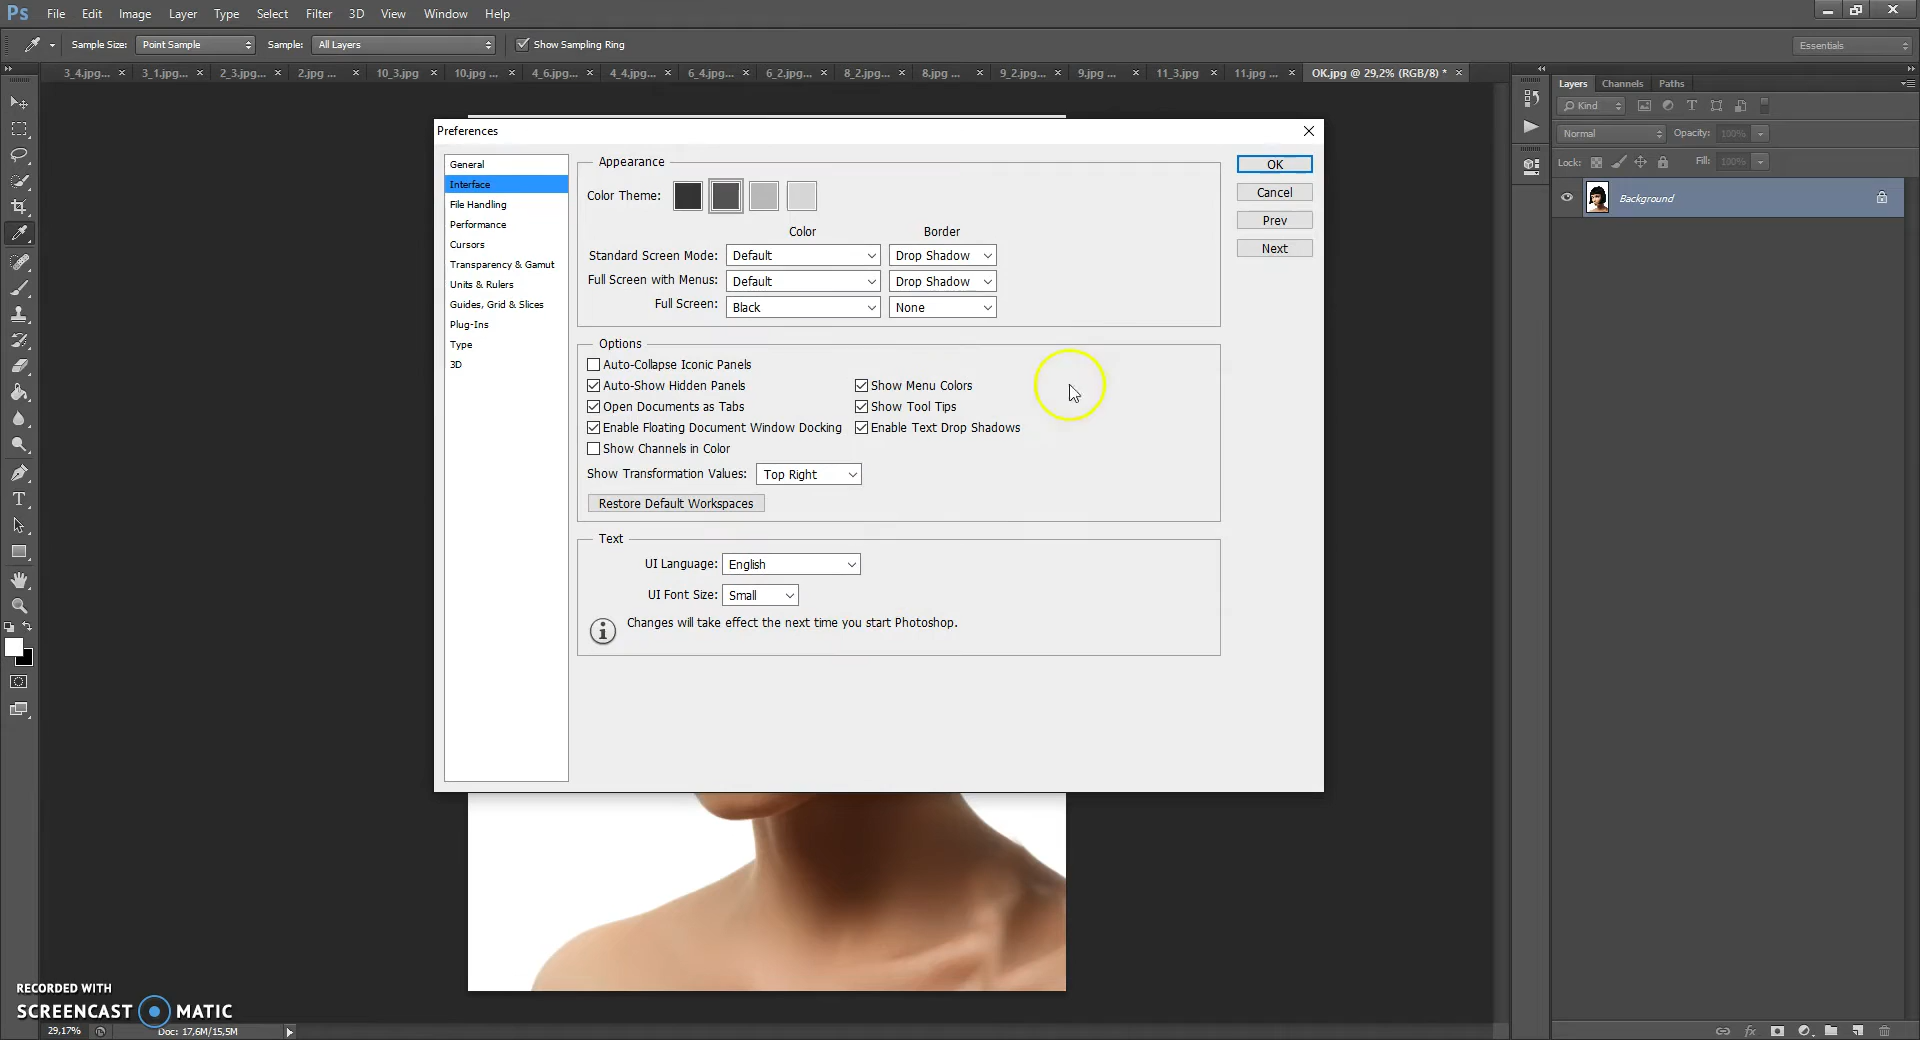 Ps File Edit Image Layer Type Select Filter 3D View Window Help
Sample Size: Point Sample Sample: All Layers Show Sampling Ring Essentials
3_4.jpg... × 3_1.jpg... × 2_3.jpg... × 2.jpg ... × 10_3.jpg × 10.jpg ... × 4_6.jpg... × 4_4.jpg... × 6_4.jpg... × 6_2.jpg... × 8_2.jpg... × 8.jpg ... × 9_2.jpg... × 9.jpg ... × 11_3.jpg × 11.jpg ... × OK.jpg @ 29,2% (RGB/8) * ×
Layers Channels Paths
Kind
Normal Opacity: 100%
Lock: Fill: 100%
Background
Preferences
General
Interface
File Handling
Performance
Cursors
Transparency & Gamut
Units & Rulers
Guides, Grid & Slices
Plug-Ins
Type
3D
Appearance
Color Theme:
Color Border
Standard Screen Mode: Default Drop Shadow
Full Screen with Menus: Default Drop Shadow
Full Screen: Black None
Options
Auto-Collapse Iconic Panels
Auto-Show Hidden Panels Show Menu Colors
Open Documents as Tabs Show Tool Tips
Enable Floating Document Window Docking Enable Text Drop Shadows
Show Channels in Color
Show Transformation Values: Top Right
Restore Default Workspaces
Text
UI Language: English
UI Font Size: Small
Changes will take effect the next time you start Photoshop.
OK
Cancel
Prev
Next
RECORDED WITH
SCREENCAST MATIC
29,17% Doc: 17,6M/15,5M
fx